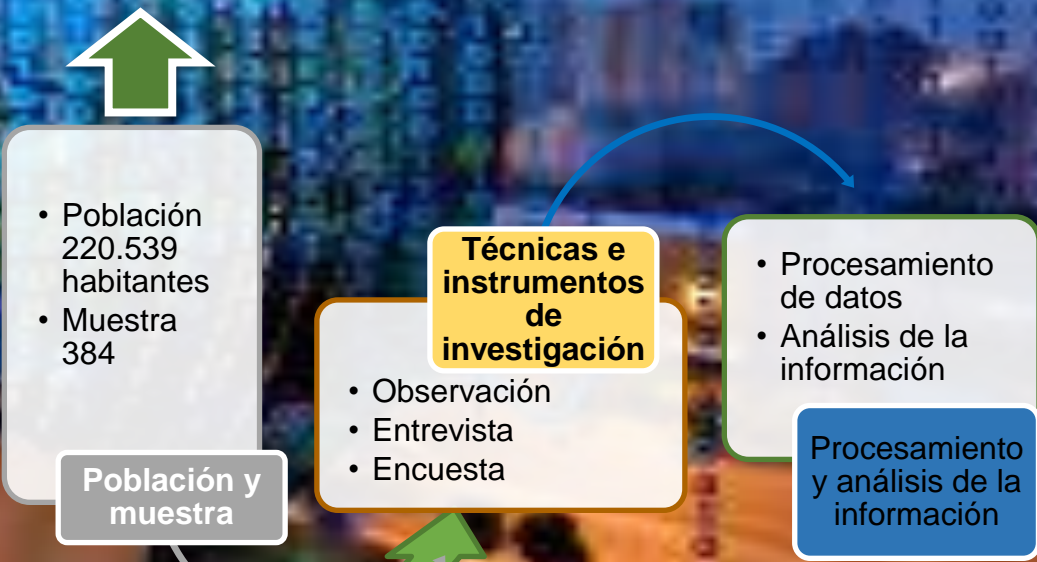 • Población
220.539
habitantes
• Muestra
384
Población y
muestra
Técnicas e
instrumentos
de
investigación
• Observación
• Entrevista
• Encuesta
• Procesamiento
de datos
• Análisis de la
información
Procesamiento
y análisis de la
información